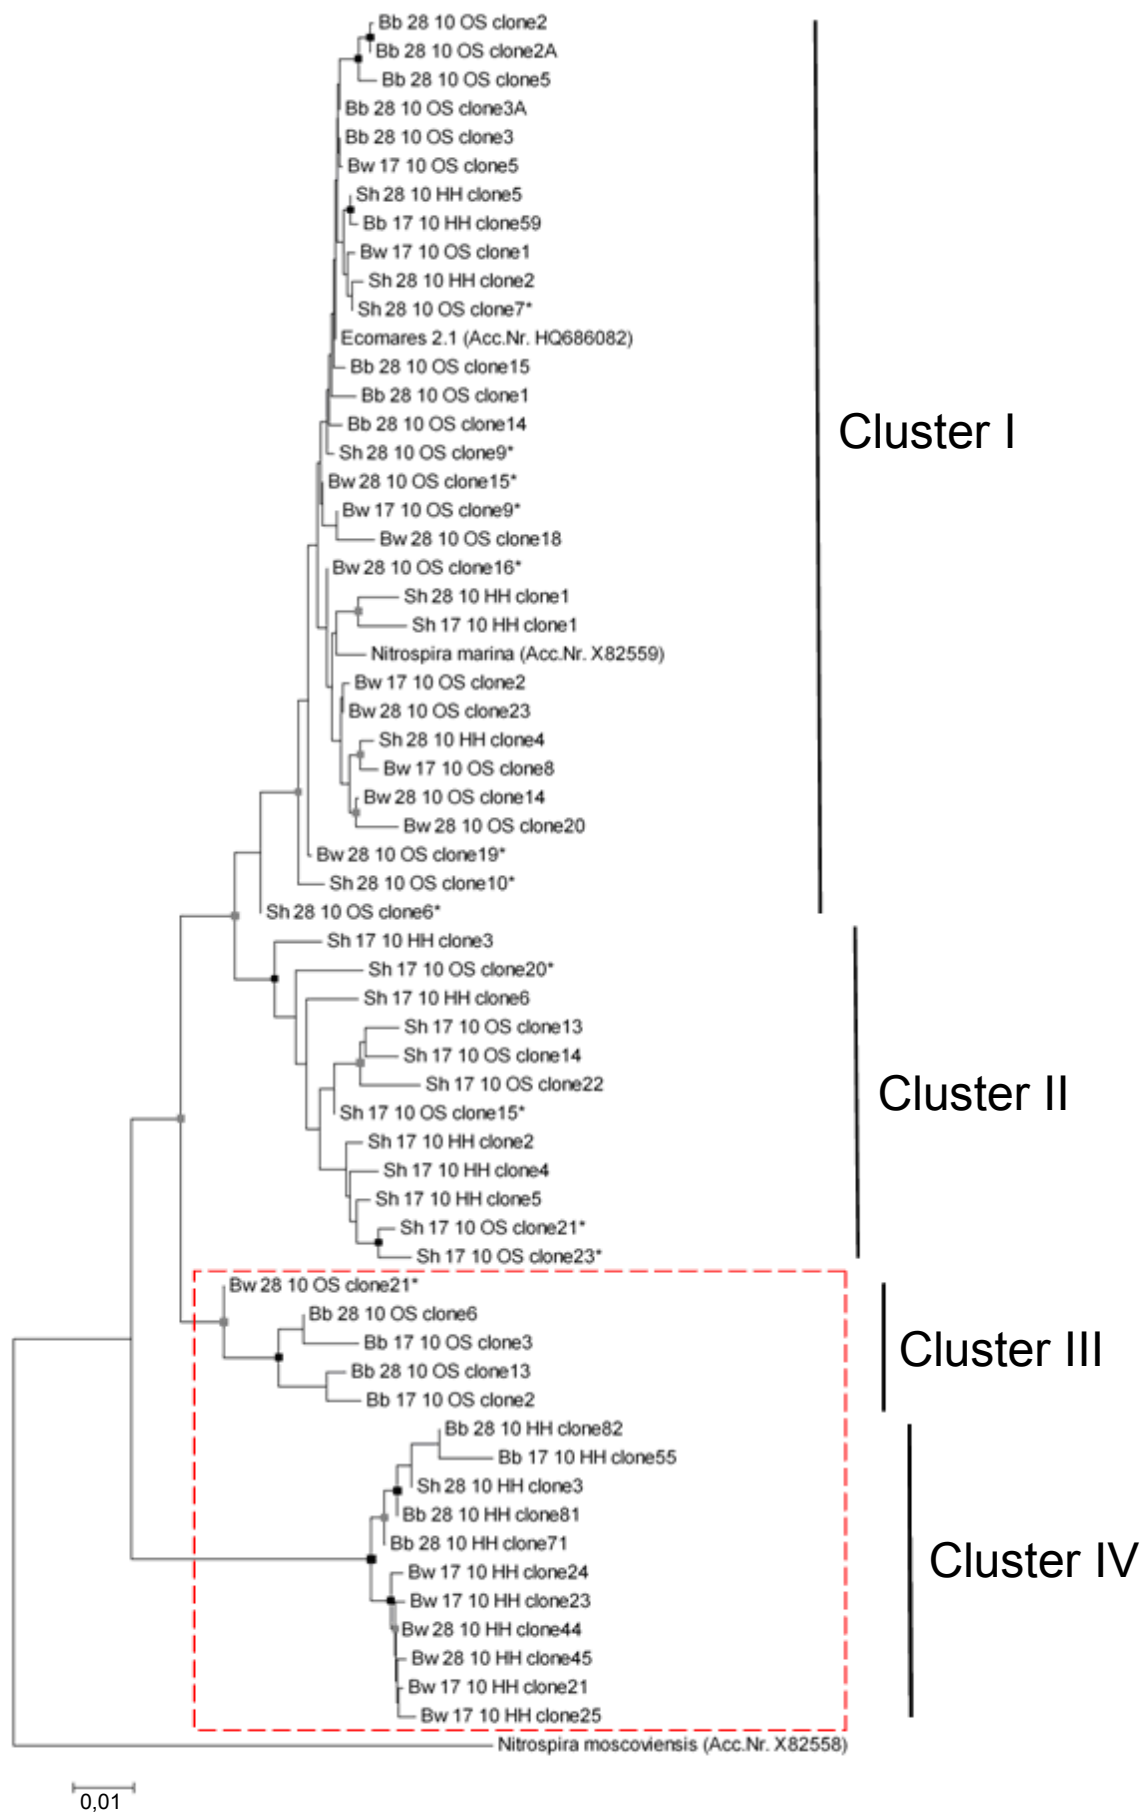 Bb 28 10 OS clone2
Bb 28 10 OS clone2A
Bb 28 10 OS clone5
Bb 28 10 OS clone3A
Bb 28 10 OS clone3
Bw 17 10 OS clone5
Sh 28 10 HH clone5
Bb 17 10 HH clone59
Bw 17 10 OS clone1
Sh 28 10 HH clone2
Sh 28 10 OS clone7*
Ecomares 2.1 (Acc.Nr. HQ686082)
Bb 28 10 OS clone15
Bb 28 10 OS clone1
Bb 28 10 OS clone14
Cluster I
Sh 28 10 OS clone9*
Bw 28 10 OS clone15*
Bw 17 10 OS clone9*
Bw 28 10 OS clone18
Bw 28 10 OS clone16*
Sh 28 10 HH clone1
Sh 17 10 HH clone1
Nitrospira marina (Acc.Nr. X82559)
Bw 17 10 OS clone2
Bw 28 10 OS clone23
Sh 28 10 HH clone4
Bw 17 10 OS clone8
Bw 28 10 OS clone14
Bw 28 10 OS clone20
Bw 28 10 OS clone19*
Sh 28 10 OS clone10*
Sh 28 10 OS clone6*
Sh 17 10 HH clone3
Sh 17 10 OS clone20*
Sh 17 10 HH clone6
Sh 17 10 OS clone13
Sh 17 10 OS clone14
Sh 17 10 OS clone22
Cluster II
Sh 17 10 OS clone15*
Sh 17 10 HH clone2
Sh 17 10 HH clone4
Sh 17 10 HH clone5
Sh 17 10 OS clone21*
Sh 17 10 OS clone23*
Bw 28 10 OS clone21*
Bb 28 10 OS clone6
Bb 17 10 OS clone3
Cluster III
Bb 28 10 OS clone13
Bb 17 10 OS clone2
Bb 28 10 HH clone82
Bb 17 10 HH clone55
Sh 28 10 HH clone3
Bb 28 10 HH clone81
Bb 28 10 HH clone71
Cluster IV
Bw 17 10 HH clone24
Bw 17 10 HH clone23
Bw 28 10 HH clone44
Bw 28 10 HH clone45
Bw 17 10 HH clone21
Bw 17 10 HH clone25
Nitrospira moscoviensis (Acc.Nr. X82558)
0,01